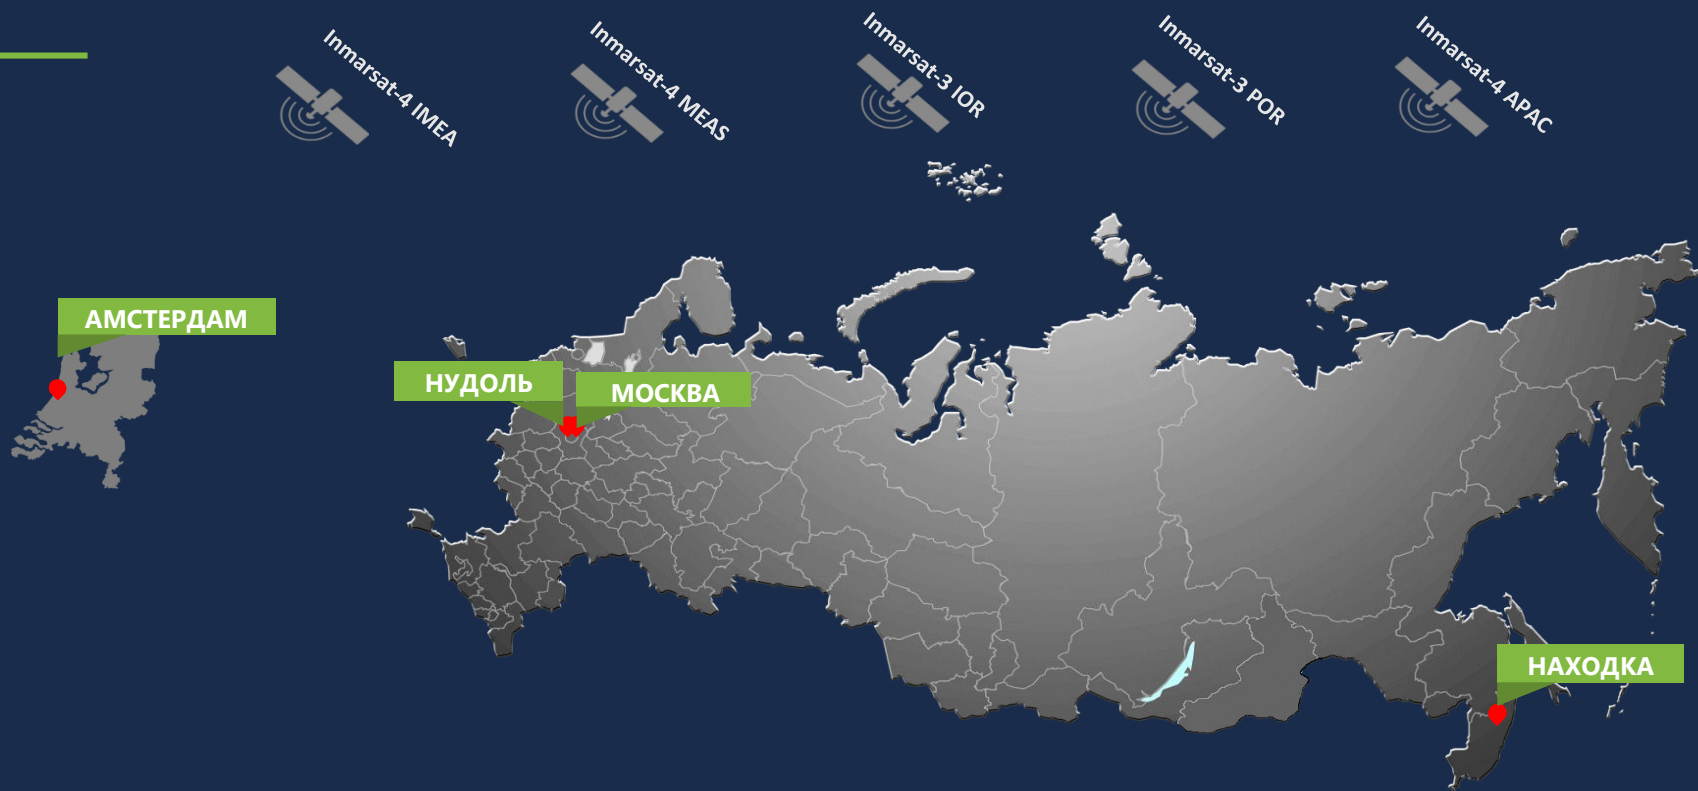 Inmarsat-4 IMEA
Inmarsat-4 MEAS
Inmarsat-3 IOR
Inmarsat-3 POR
Inmarsat-4 APAC
АМСТЕРДАМ
НУДОЛЬ
МОСКВА
НАХОДКА